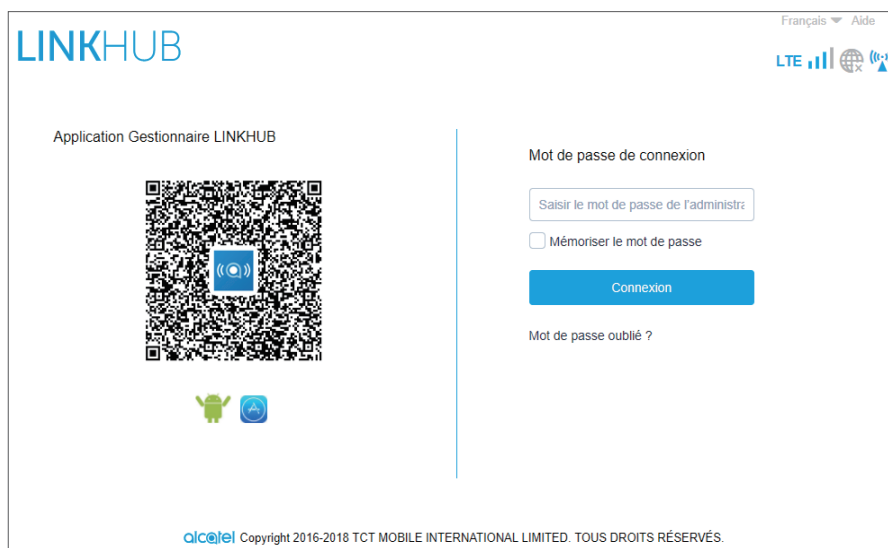 Français Aide
LINKHUB
LTE
Application Gestionnaire LINKHUB
Mot de passe de connexion
Saisir le mot de passe de l'administra
Mémoriser le mot de passe
Connexion
Mot de passe oublié ?
alcatel Copyright 2016-2018 TCT MOBILE INTERNATIONAL LIMITED. TOUS DROITS RÉSERVÉS.